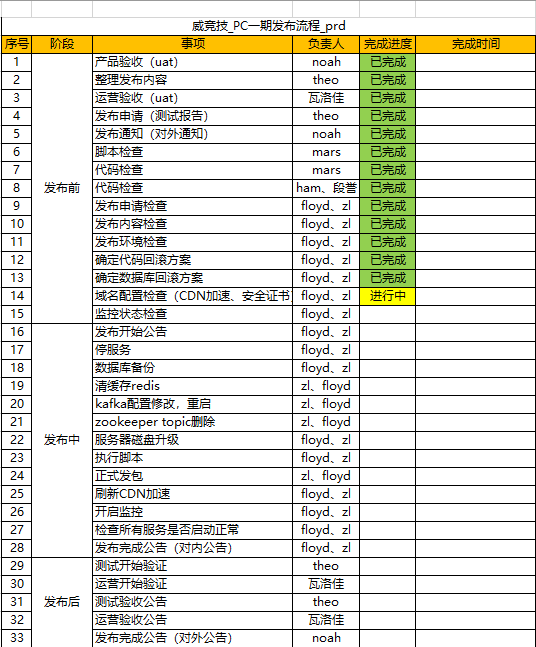 威竞技_PC一期发布流程_prd
序号 阶段 事项 负责人 完成进度 完成时间
1 产品验收（uat） noah 已完成
2 整理发布内容 theo 已完成
3 运营验收（uat) 瓦洛佳 已完成
4 发布申请（测试报告） theo 已完成
5 发布通知（对外通知） noah 已完成
6 脚本检查 mars 已完成
7 代码检查 mars 已完成
8 发布前 代码检查 ham、段誉 已完成
9 发布申请检查 floyd、zl 已完成
10 发布内容检查 floyd、zl 已完成
11 发布环境检查 floyd、zl 已完成
12 确定代码回滚方案 floyd、zl 已完成
13 确定数据库回滚方案 floyd、zl 已完成
14 域名配置检查（CDN加速、安全证书 floyd、zl 进行中
15 监控状态检查 floyd、zl
16 发布开始公告 floyd、zl
17 停服务 floyd、zl
18 数据库备份 floyd、zl
19 清缓存redis zl、floyd
20 kafka配置修改，重启 zl、floyd
21 zookeeper topic删除 zl、floyd
22 发布中 服务器磁盘升级 floyd、zl
23 执行脚本 floyd、zl
24 正式发包 zl、floyd
25 刷新CDN加速 floyd、zl
26 开启监控 floyd、zl
27 检查所有服务是否启动正常 floyd、zl
28 发布完成公告（对内公告） floyd、zl
29 测试开始验证 theo
30 运营开始验证 瓦洛佳
31 发布后 测试验收公告 theo
32 运营验收公告 瓦洛佳
33 发布完成公告（对外公告） noah